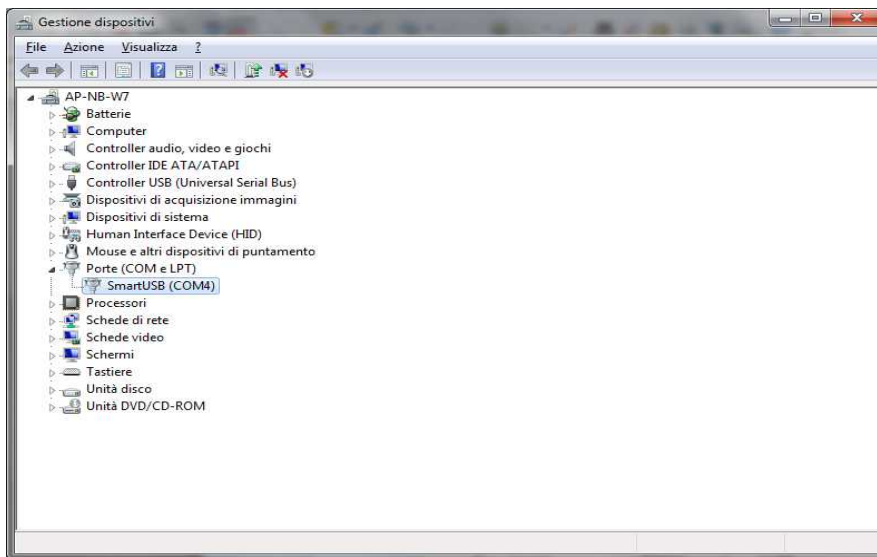 Gestione dispositivi
File Azione Visualizza ?
AP-NB-W7
Batterie
Computer
Controller audio, video e giochi
Controller IDE ATA/ATAPI
Controller USB (Universal Serial Bus)
Dispositivi di acquisizione immagini
Dispositivi di sistema
Human Interface Device (HID)
Mouse e altri dispositivi di puntamento
Porte (COM e LPT)
SmartUSB (COM4)
Processori
Schede di rete
Schede video
Schermi
Tastiere
Unità disco
Unità DVD/CD-ROM